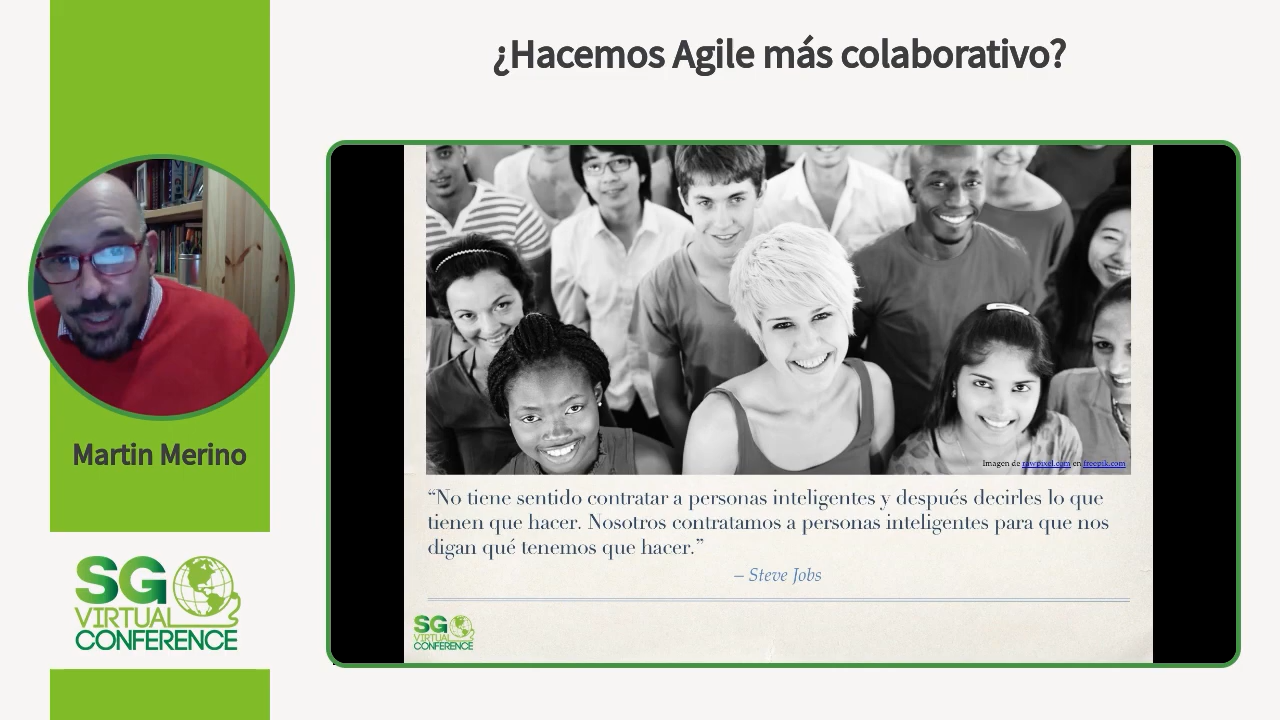 ¿Hacemos Agile más colaborativo?
Martin Merino
SG
VIRTUAL
CONFERENCE
Imagen de rawpixel.com en freepik.com
“No tiene sentido contratar a personas inteligentes y después decirles lo que
tienen que hacer. Nosotros contratamos a personas inteligentes para que nos
digan qué tenemos que hacer.”
– Steve Jobs
SG
VIRTUAL
CONFERENCE